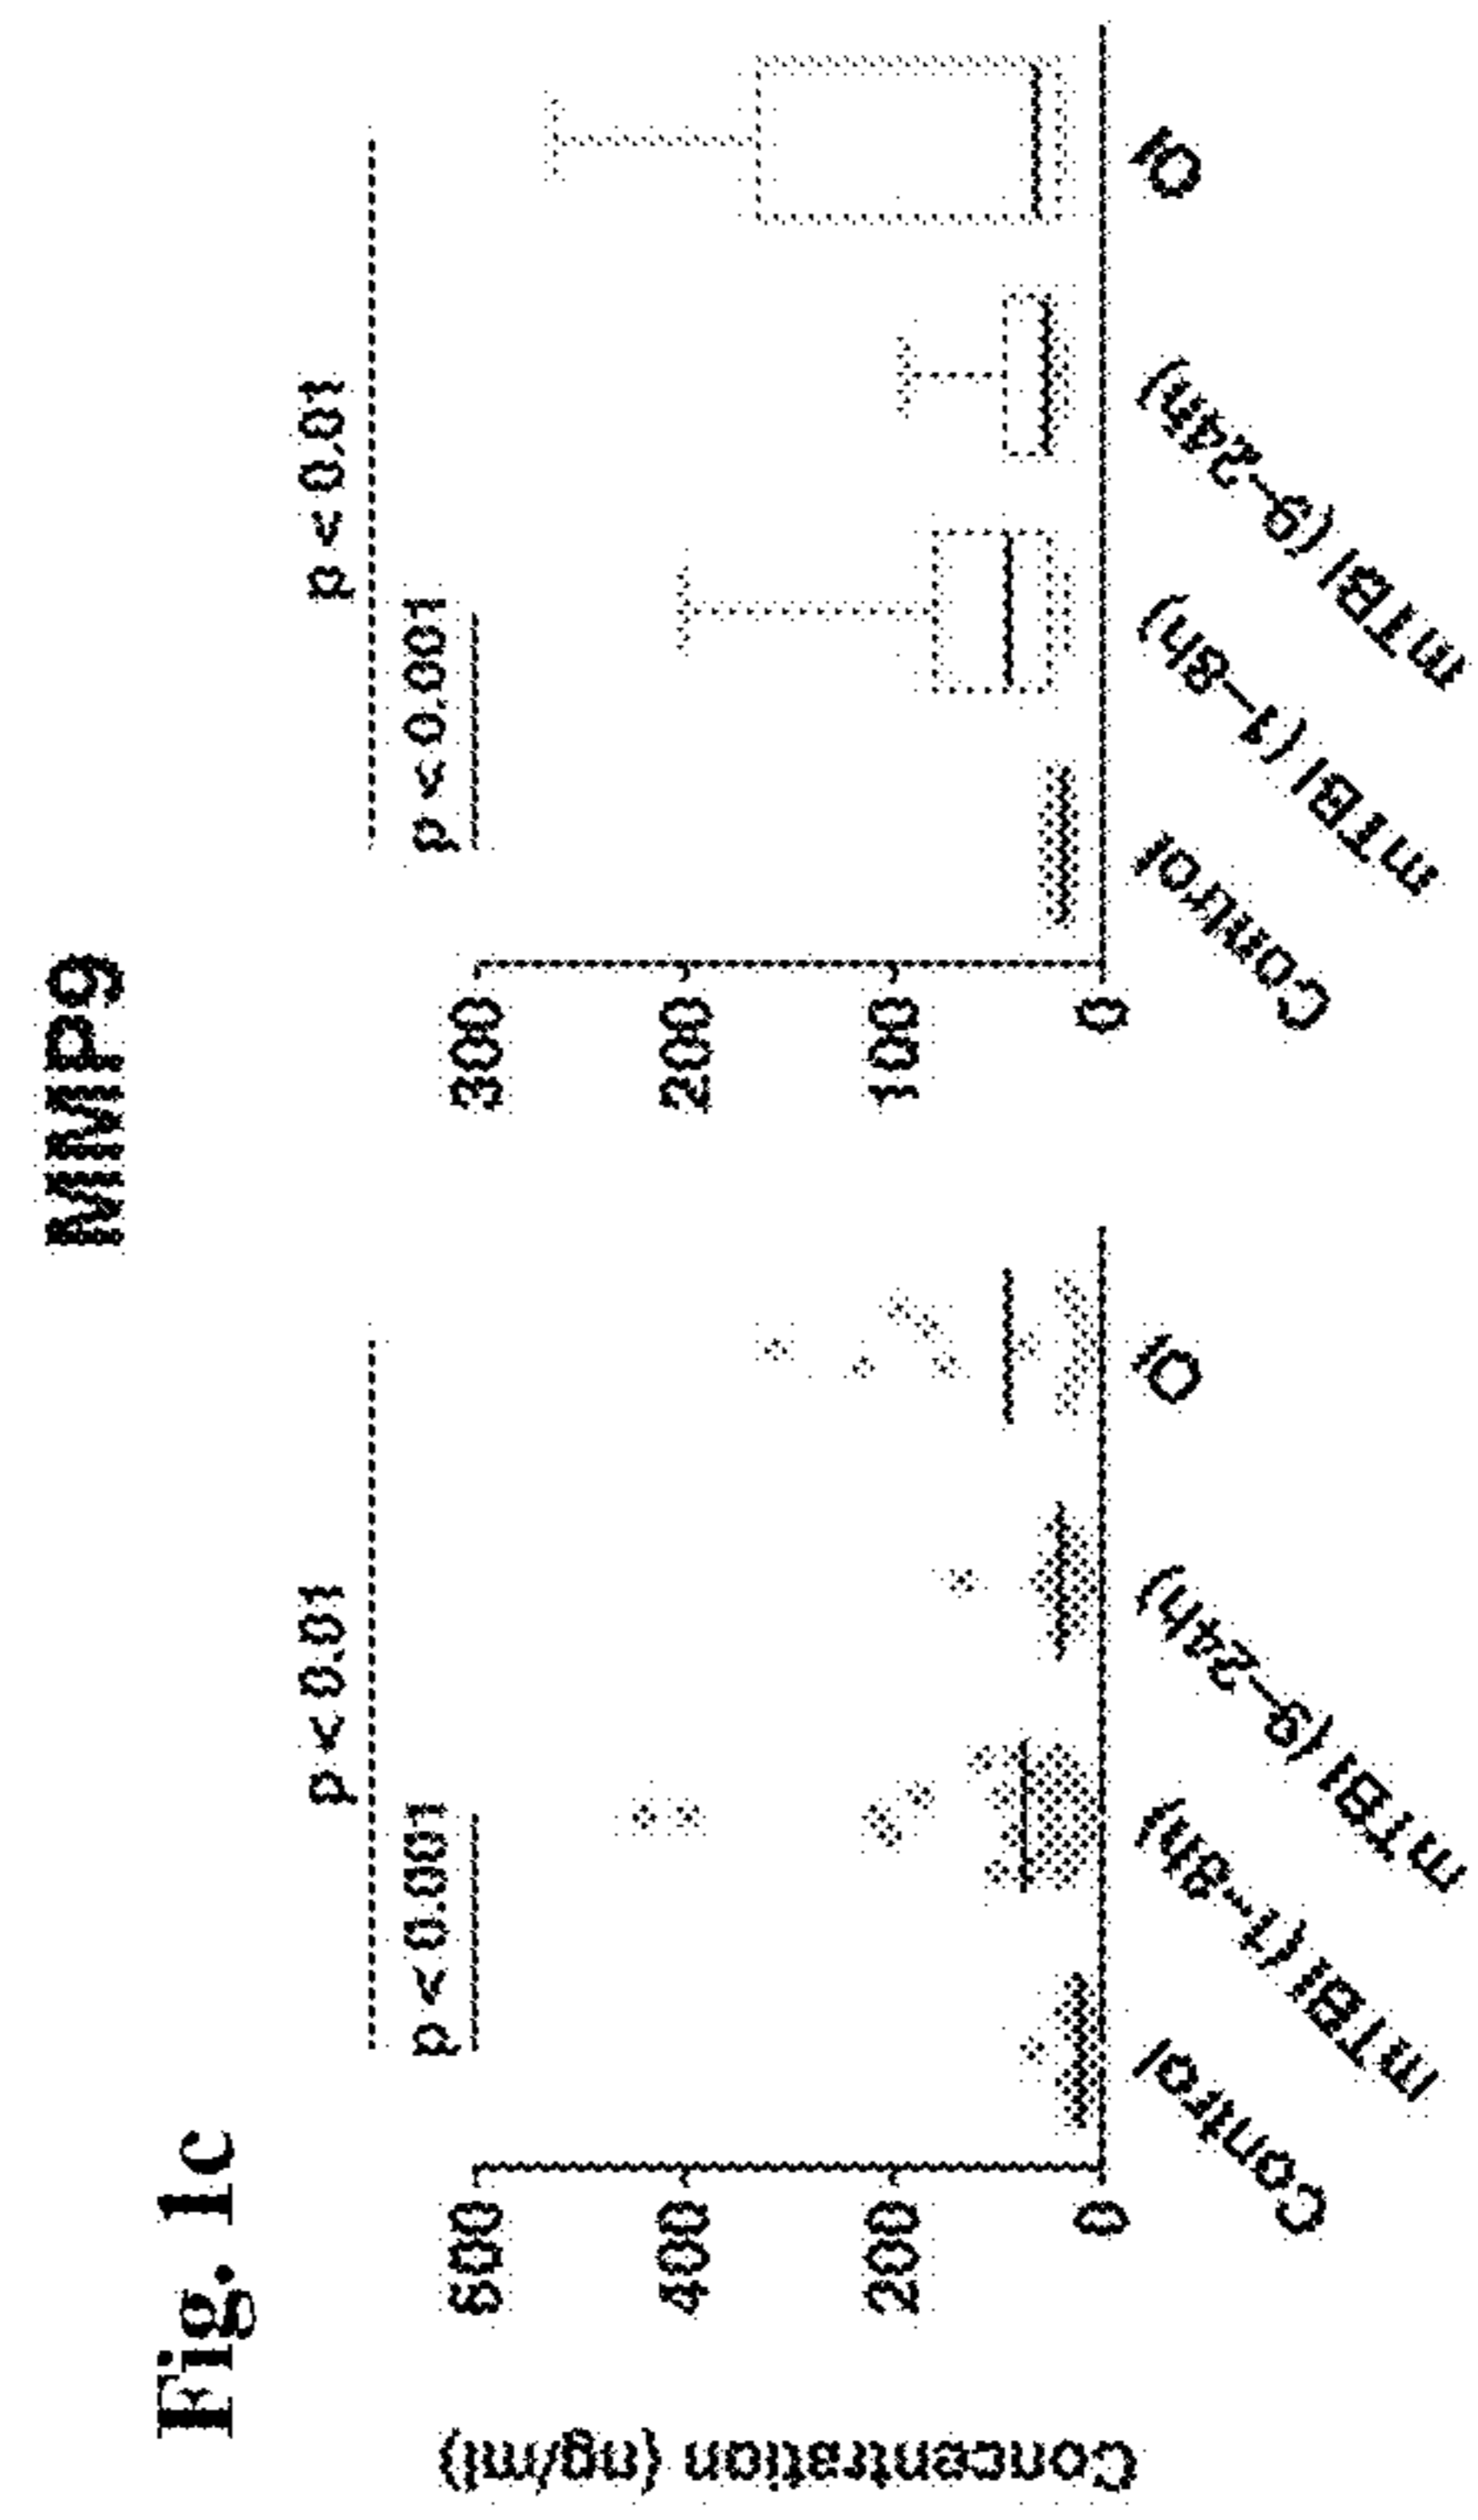 Fig. 1c
MMP9
p < 0.01
p < 0.001
Concentration (ng/ml)
600
400
200
0
Control
mTBI (1-8h)
mTBI (9-24h)
OI
p < 0.01
p < 0.001
300
200
100
0
Control
mTBI (1-8h)
mTBI (9-24h)
OI